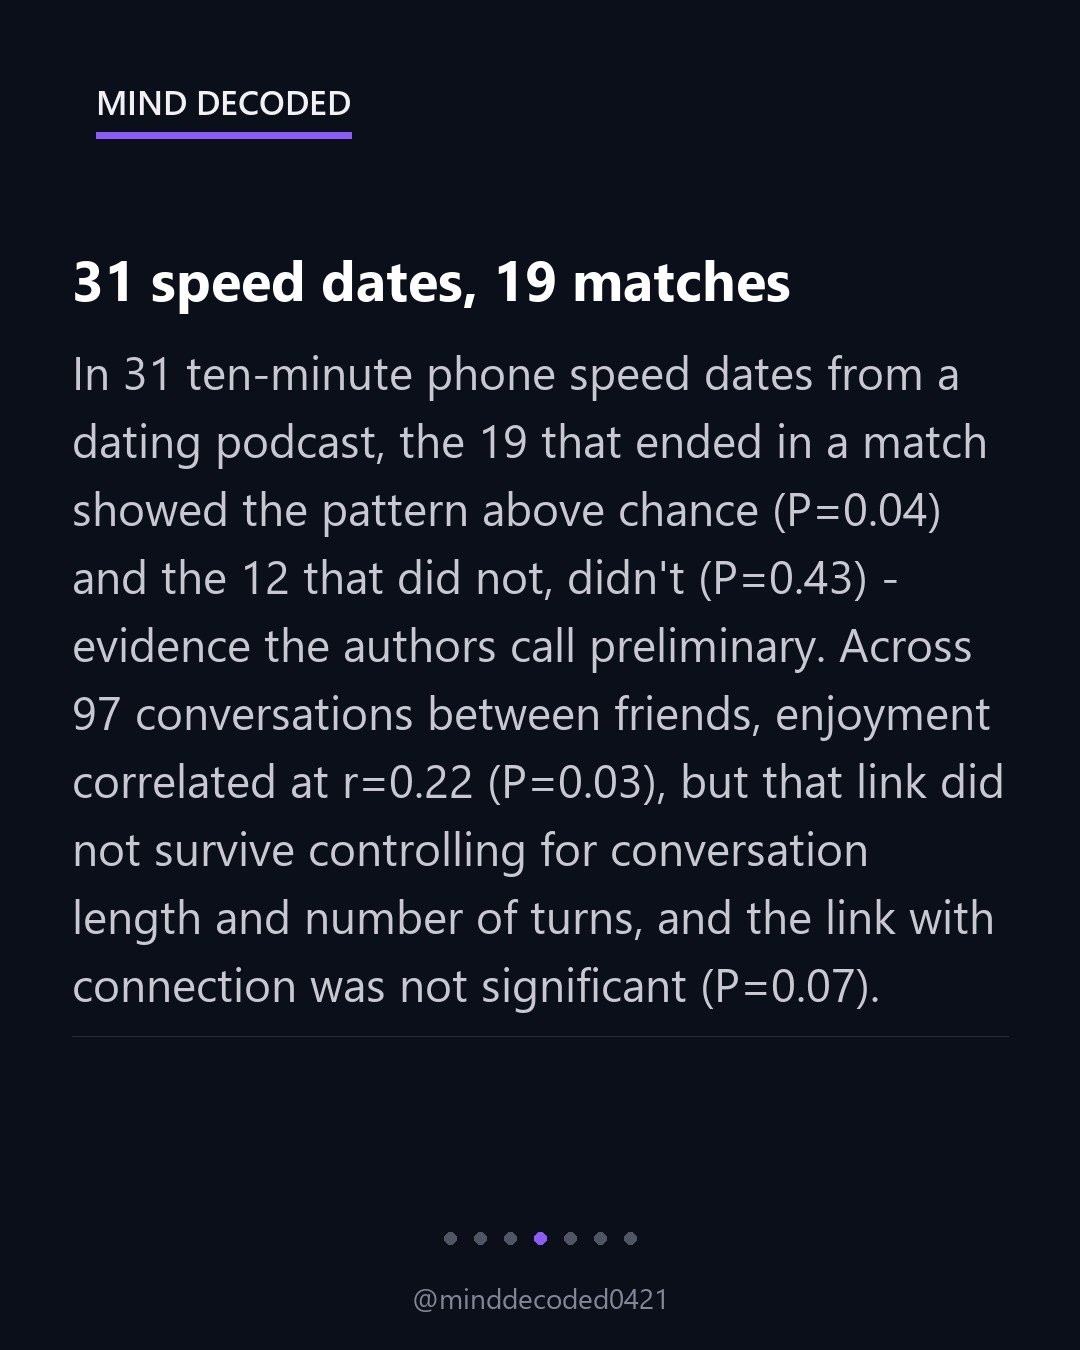 MIND DECODED
31 speed dates, 19 matches
In 31 ten-minute phone speed dates from a
dating podcast, the 19 that ended in a match
showed the pattern above chance (P=0.04)
and the 12 that did not, didn't (P=0.43) -
evidence the authors call preliminary. Across
97 conversations between friends, enjoyment
correlated at r=0.22 (P=0.03), but that link did
not survive controlling for conversation
length and number of turns, and the link with
connection was not significant (P=0.07).
@minddecoded0421